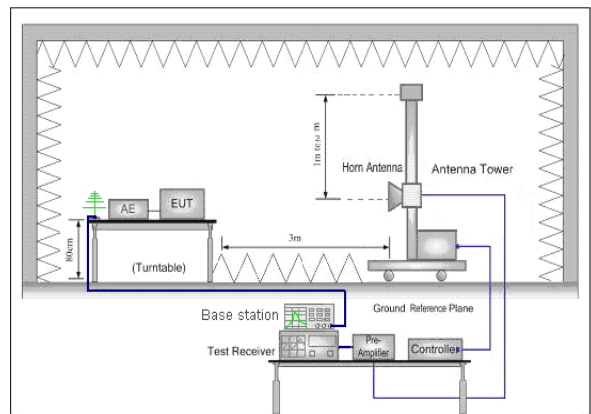 1m to 4 m
Horn Antenna
Antenna Tower
AE
EUT
80cm
(Turntable)
3m
Ground Reference Plane
Base station
Test Receiver
Pre-
Amplifier
Controller